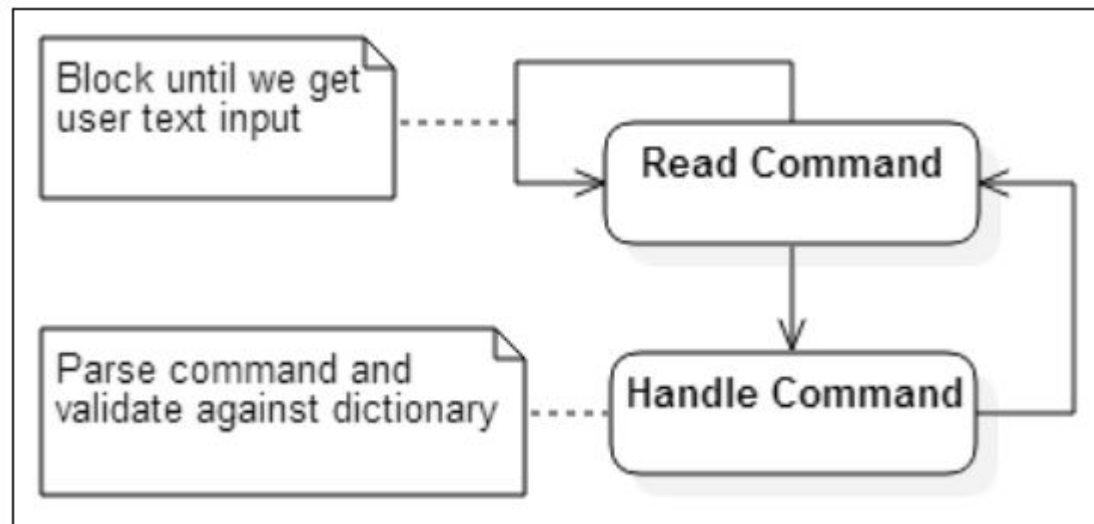 Block until we get
user text input
Read Command
Parse command and
validate against dictionary
Handle Command